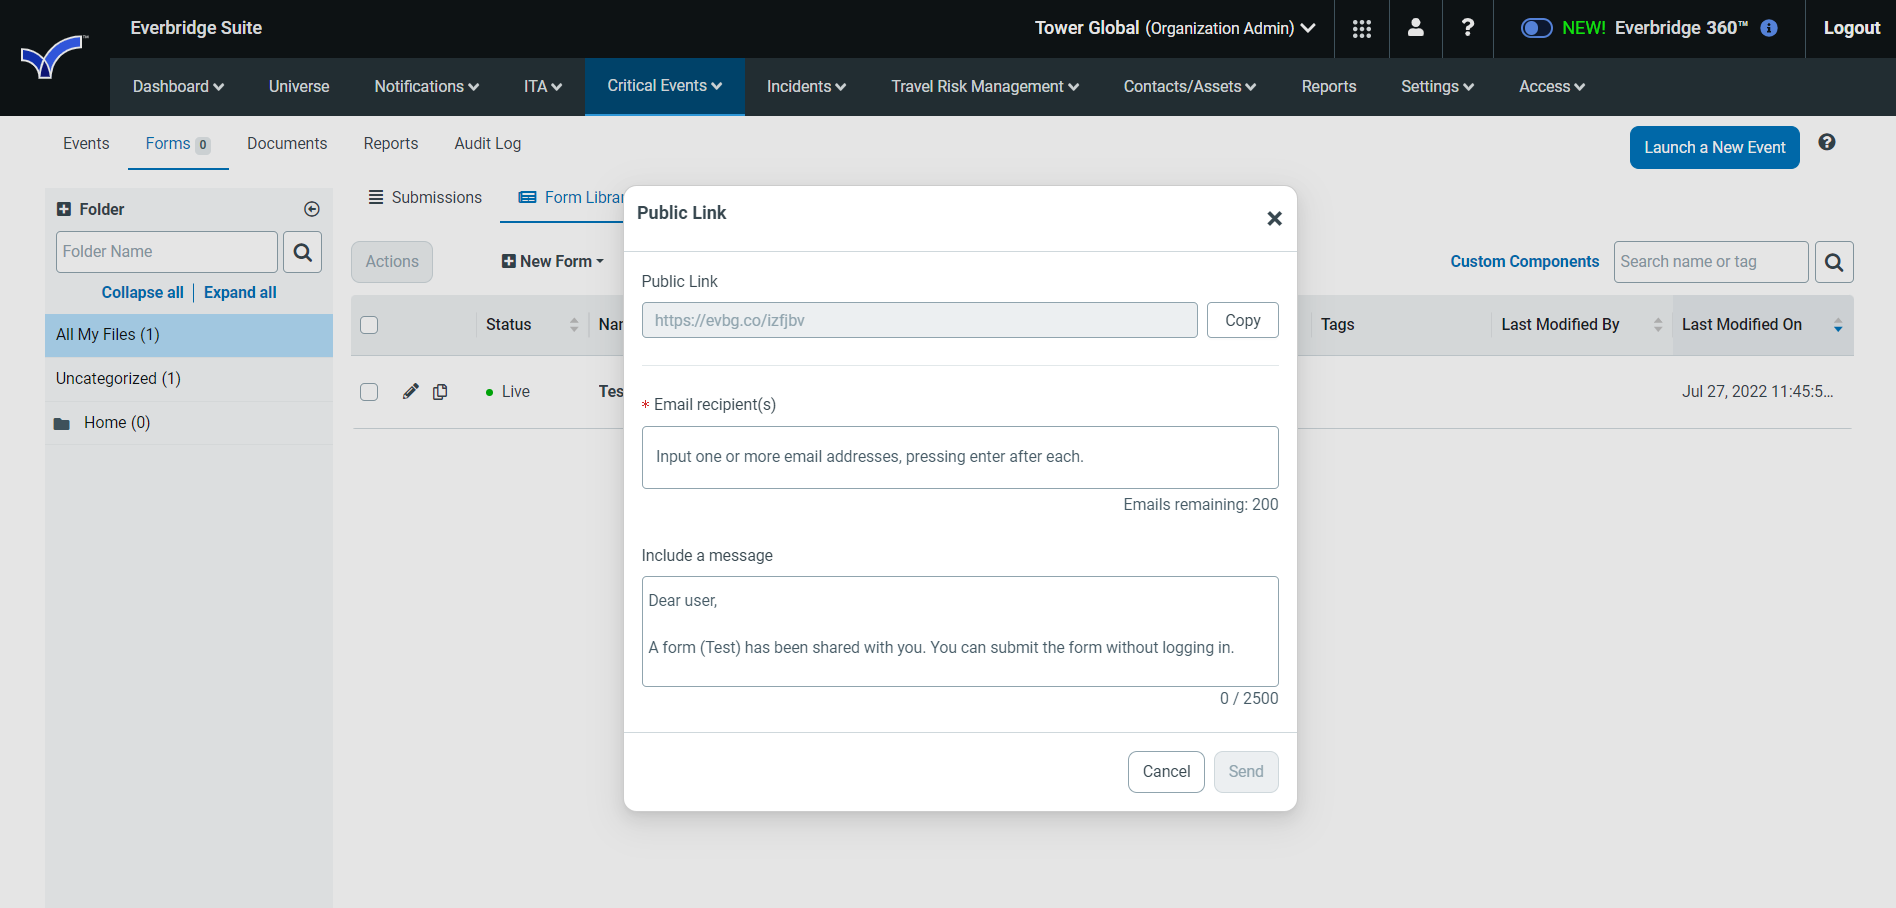 Everbridge Suite
Tower Global (Organization Admin)
?
NEW! Everbridge 360™
Logout
Dashboard
Universe
Notifications
ITA
Critical Events
Incidents
Travel Risk Management
Contacts/Assets
Reports
Settings
Access
Events
Forms 0
Documents
Reports
Audit Log
Launch a New Event
Folder
Folder Name
Collapse all
Expand all
All My Files (1)
Uncategorized (1)
Home (0)
Submissions
Form Librar
Actions
New Form
Custom Components
Search name or tag
Status
Nar
Tags
Last Modified By
Last Modified On
Live
Tes
Jul 27, 2022 11:45:5...
Public Link
Public Link
https://evbg.co/izfjbv
Copy
* Email recipient(s)
Input one or more email addresses, pressing enter after each.
Emails remaining: 200
Include a message
Dear user,
A form (Test) has been shared with you. You can submit the form without logging in.
0 / 2500
Cancel
Send